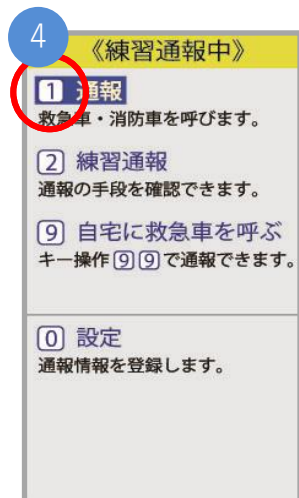 4
《練習通報中》
1 通報
救急車・消防車を呼びます。
2 練習通報
通報の手段を確認できます。
9 自宅に救急車を呼ぶ
キー操作99で通報できます。
0 設定
通報情報を登録します。